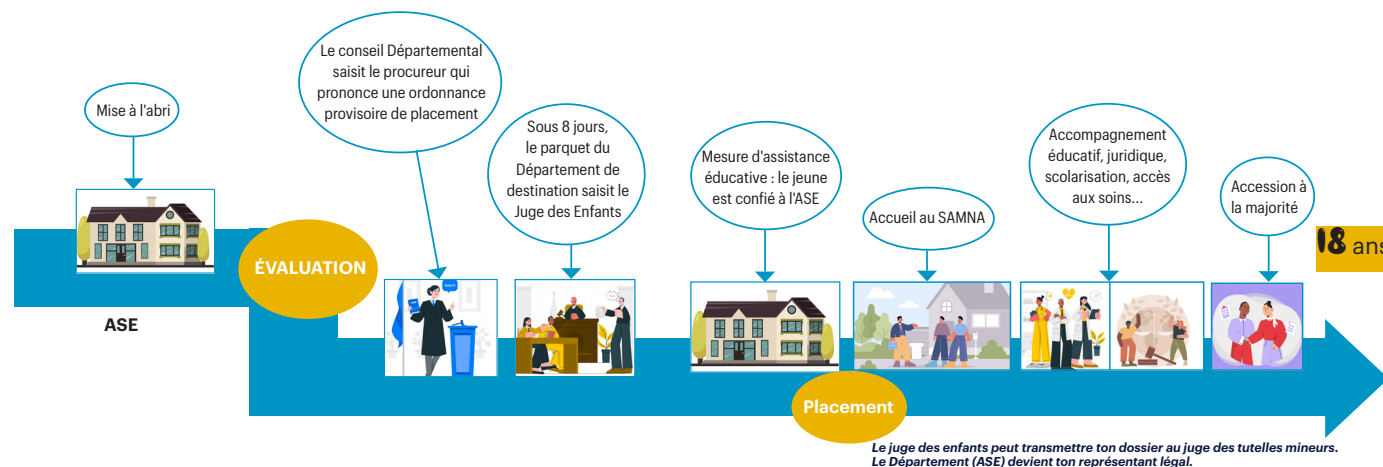 Mise à l'abri
ASE
ÉVALUATION
Le conseil Départemental
saisit le procureur qui
prononce une ordonnance
provisoire de placement
Sous 8 jours,
le parquet du
Département de
destination saisit le
Juge des Enfants
Mesure d'assistance
éducative : le jeune
est confié à l'ASE
Accueil au SAMNA
Accompagnement
éducatif, juridique,
scolarisation, accès
aux soins...
Accession à
la majorité
18 ans
Placement
Le juge des enfants peut transmettre ton dossier au juge des tutelles mineurs.
Le Département (ASE) devient ton représentant légal.